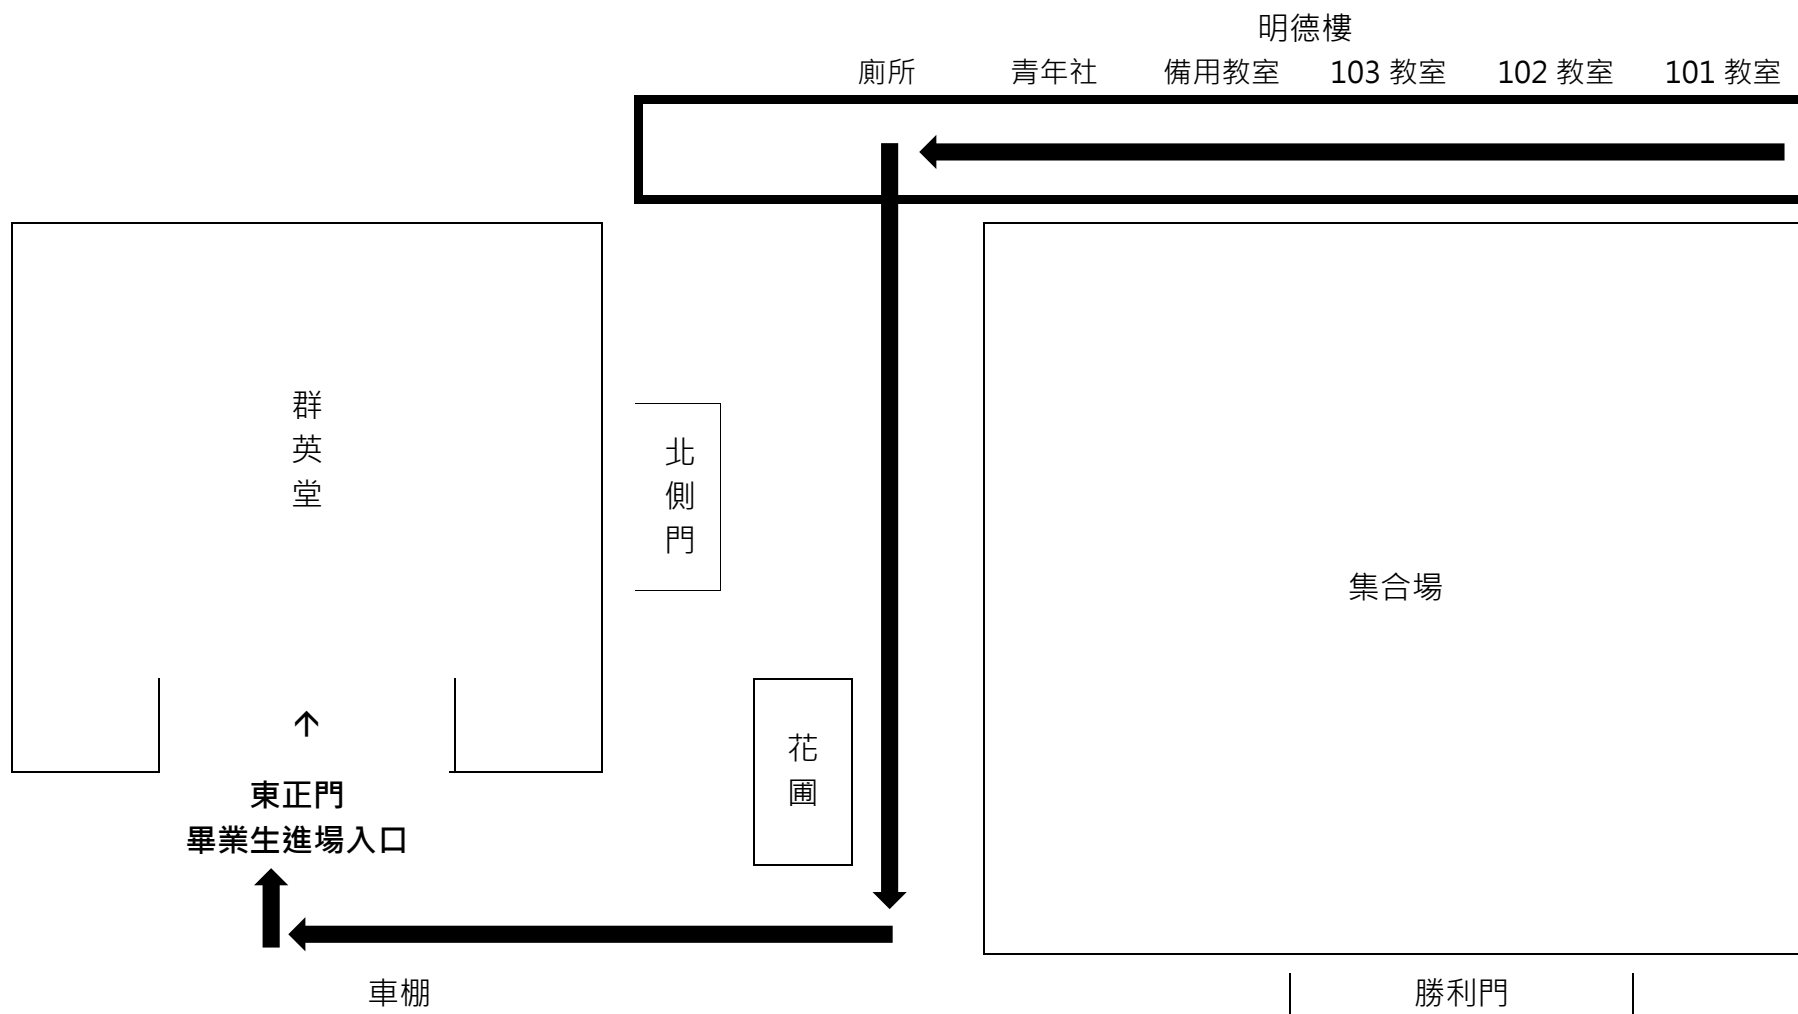 明德樓
廁所 青年社 備用教室 103 教室 102 教室 101 教室
群英堂
北側門
集合場
花圃
↑
東正門
畢業生進場入口
車棚
勝利門